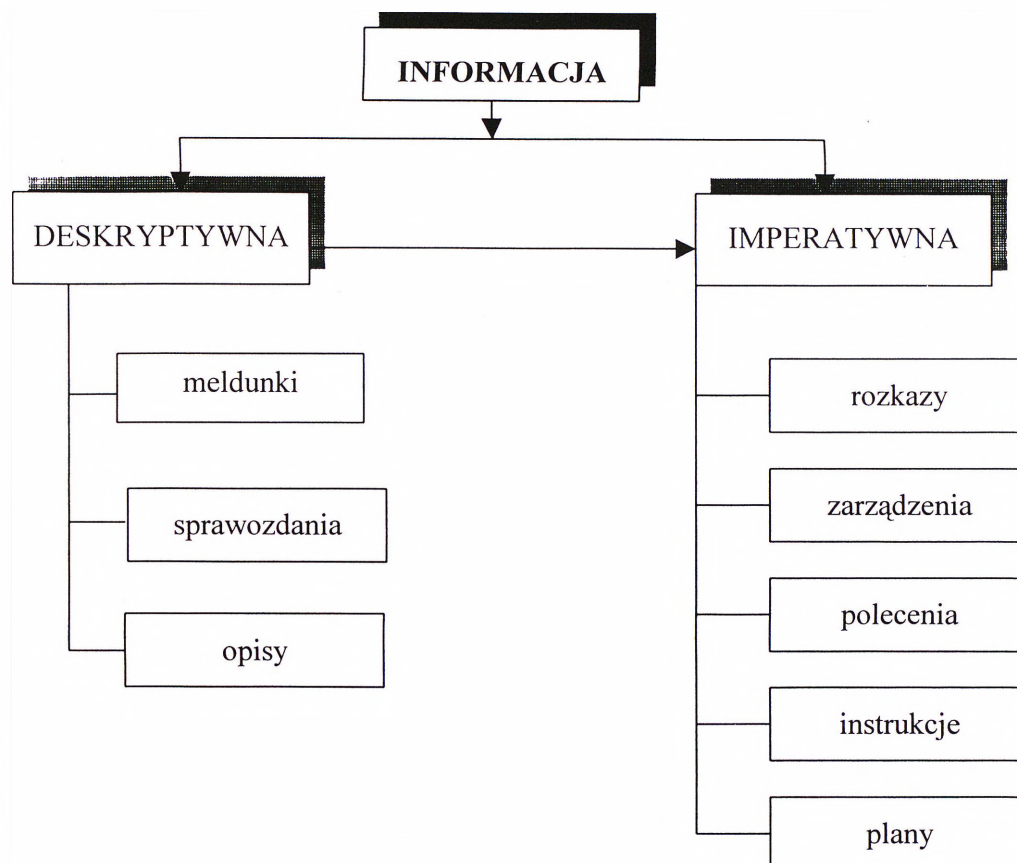 INFORMACJA
DESKRYPTYWNA
IMPERATYWNA
meldunki
sprawozdania
opisy
rozkazy
zarządzenia
polecenia
instrukcje
plany